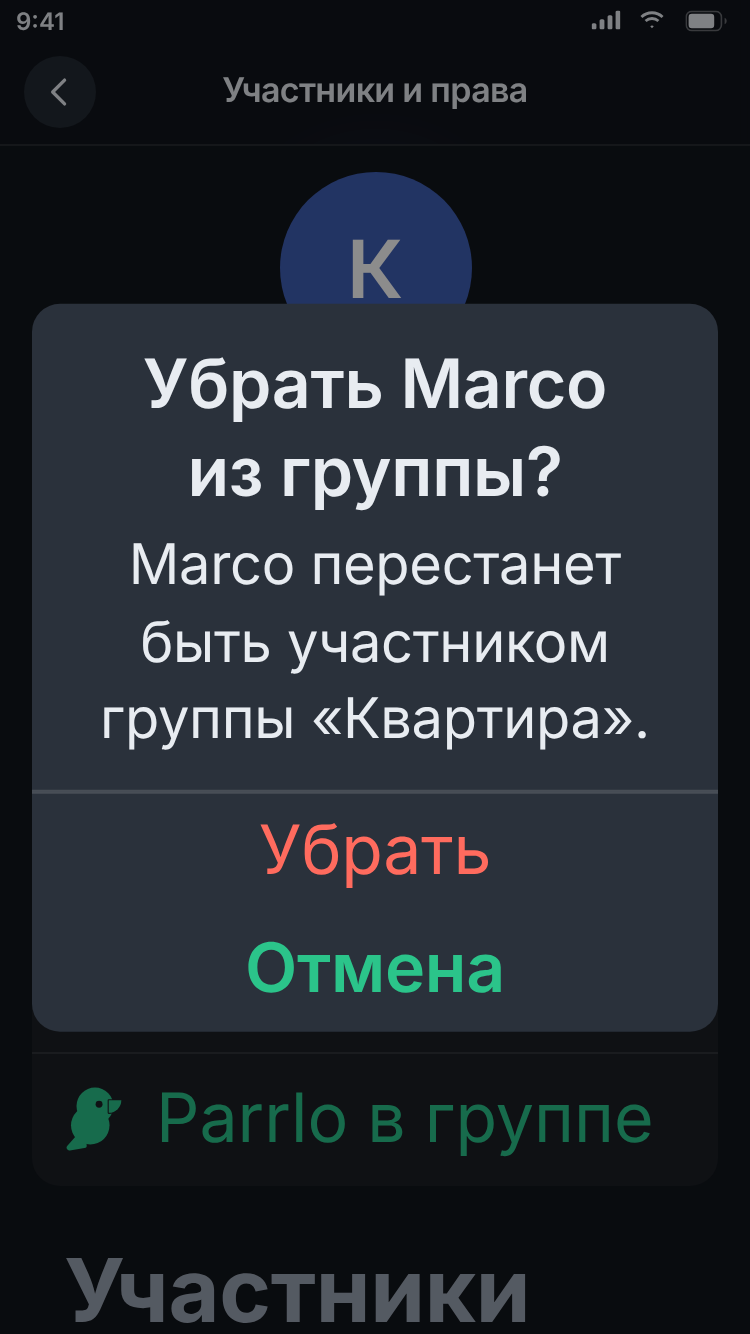 9:41
Участники и права
К
Убрать Marco
из группы?
Marco перестанет
быть участником
группы «Квартира».
Убрать
Отмена
Parrlo в группе
Участники